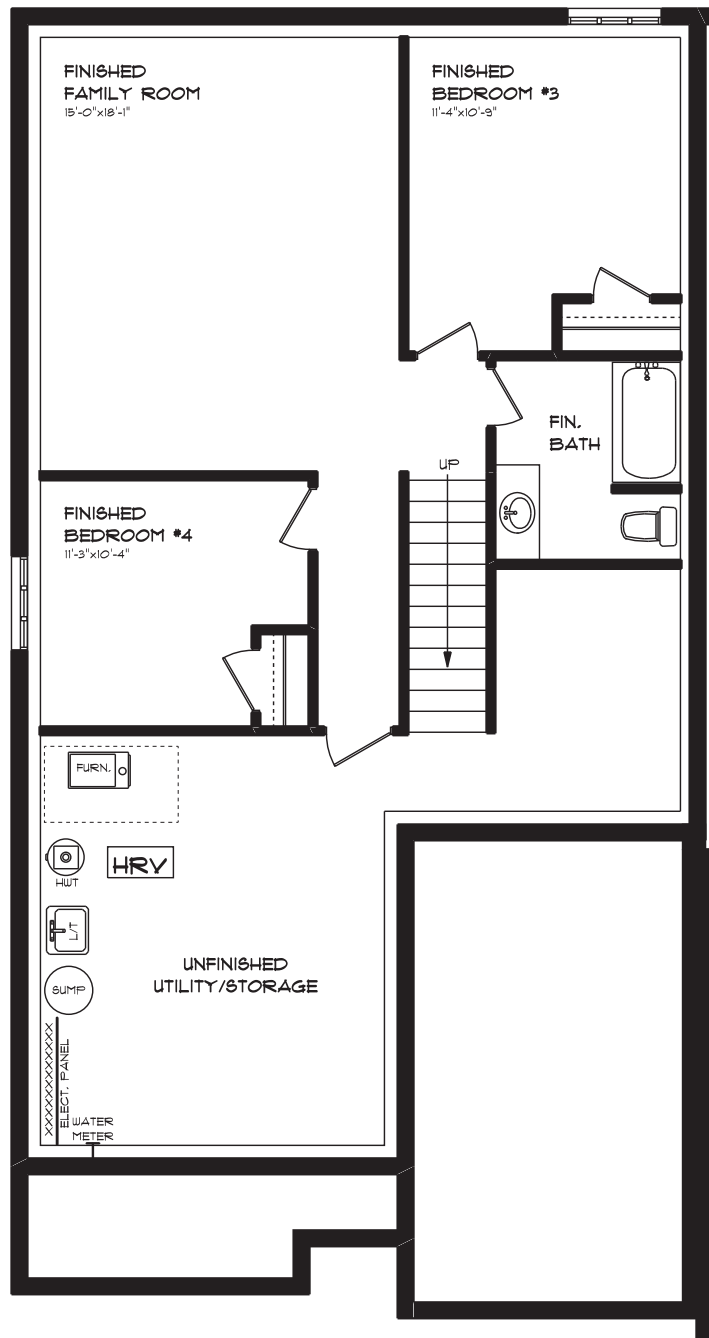 FINISHED
FAMILY ROOM
15'-0"x18'-1"
FINISHED
BEDROOM #3
11'-4"x10'-9"
FIN.
BATH
UP
FINISHED
BEDROOM #4
11'-3"x10'-4"
FURN.
HWT
HRV
L/T
SUMP
UNFINISHED
UTILITY/STORAGE
XXXXXXXXXXXX
ELECT. PANEL
WATER
METER